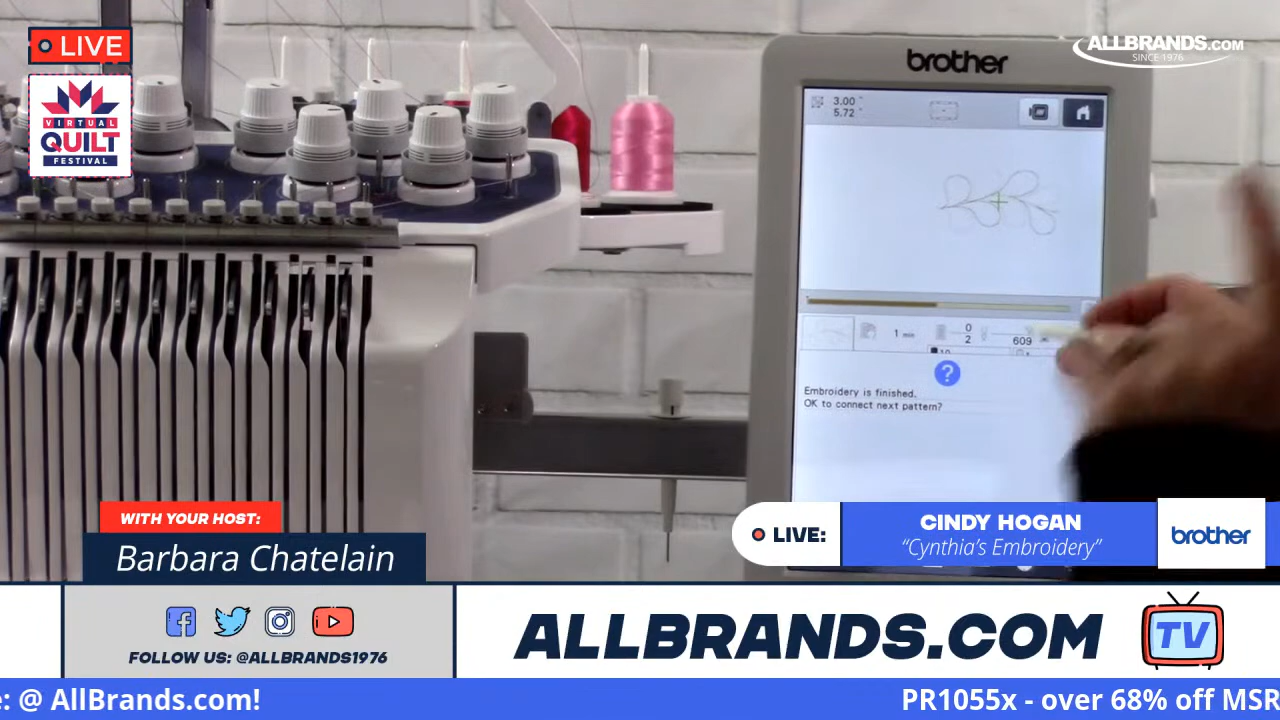 LIVE
VIRTUAL
QUILT
FESTIVAL
ALLBRANDS.COM
SINCE 1976
brother
3.00 "
5.72 "
1 min
0
2
609
?
Embroidery is finished.
OK to connect next pattern?
WITH YOUR HOST:
Barbara Chatelain
LIVE:
CINDY HOGAN
“Cynthia’s Embroidery”
brother
FOLLOW US: @ALLBRANDS1976
ALLBRANDS.COM
TV
e: @ AllBrands.com!
PR1055x - over 68% off MSR